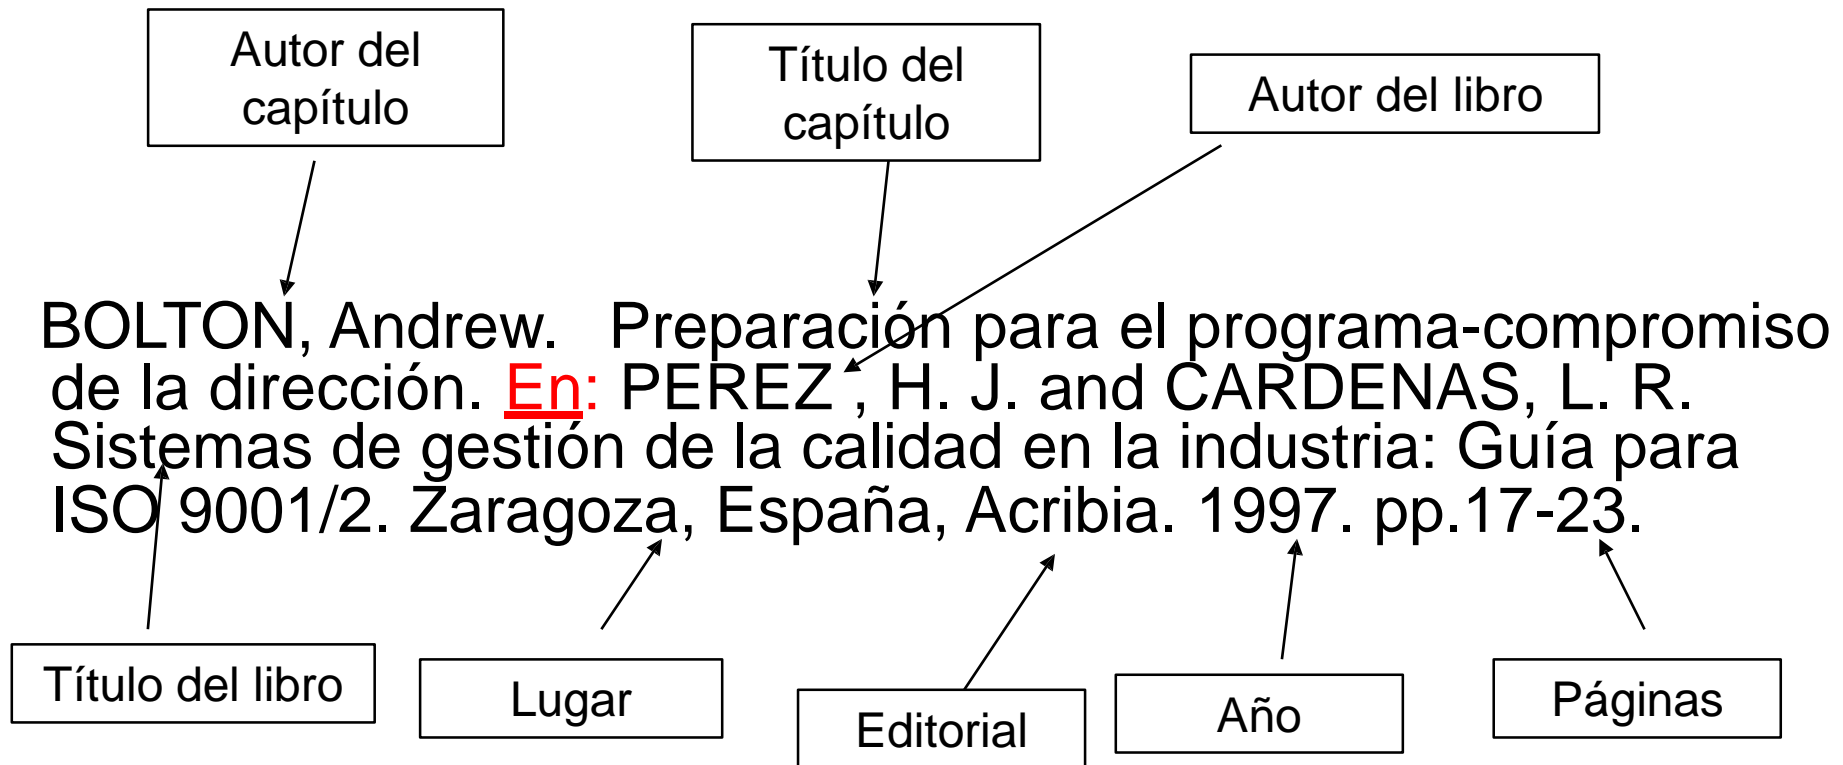 Autor del
capítulo
Título del
capítulo
Autor del libro
BOLTON, Andrew. Preparación para el programa-compromiso
de la dirección. En: PEREZ , H. J. and CARDENAS, L. R.
Sistemas de gestión de la calidad en la industria: Guía para
ISO 9001/2. Zaragoza, España, Acribia. 1997. pp.17-23.
Título del libro
Lugar
Editorial
Año
Páginas